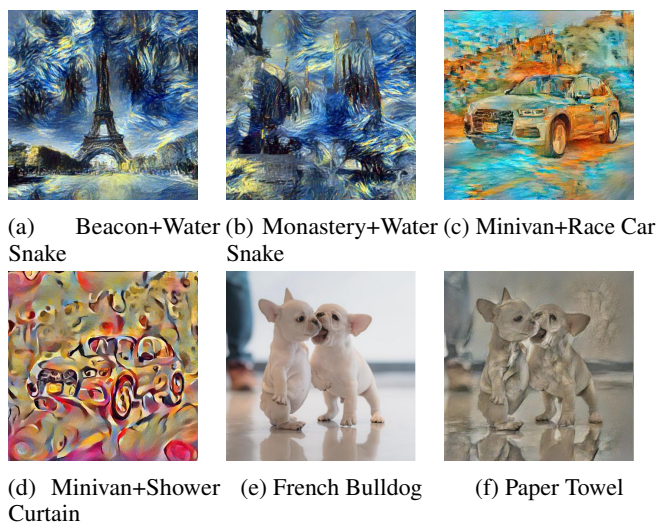 (a) Beacon+Water Snake
(b) Monastery+Water Snake
(c) Minivan+Race Car
(d) Minivan+Shower Curtain
(e) French Bulldog
(f) Paper Towel